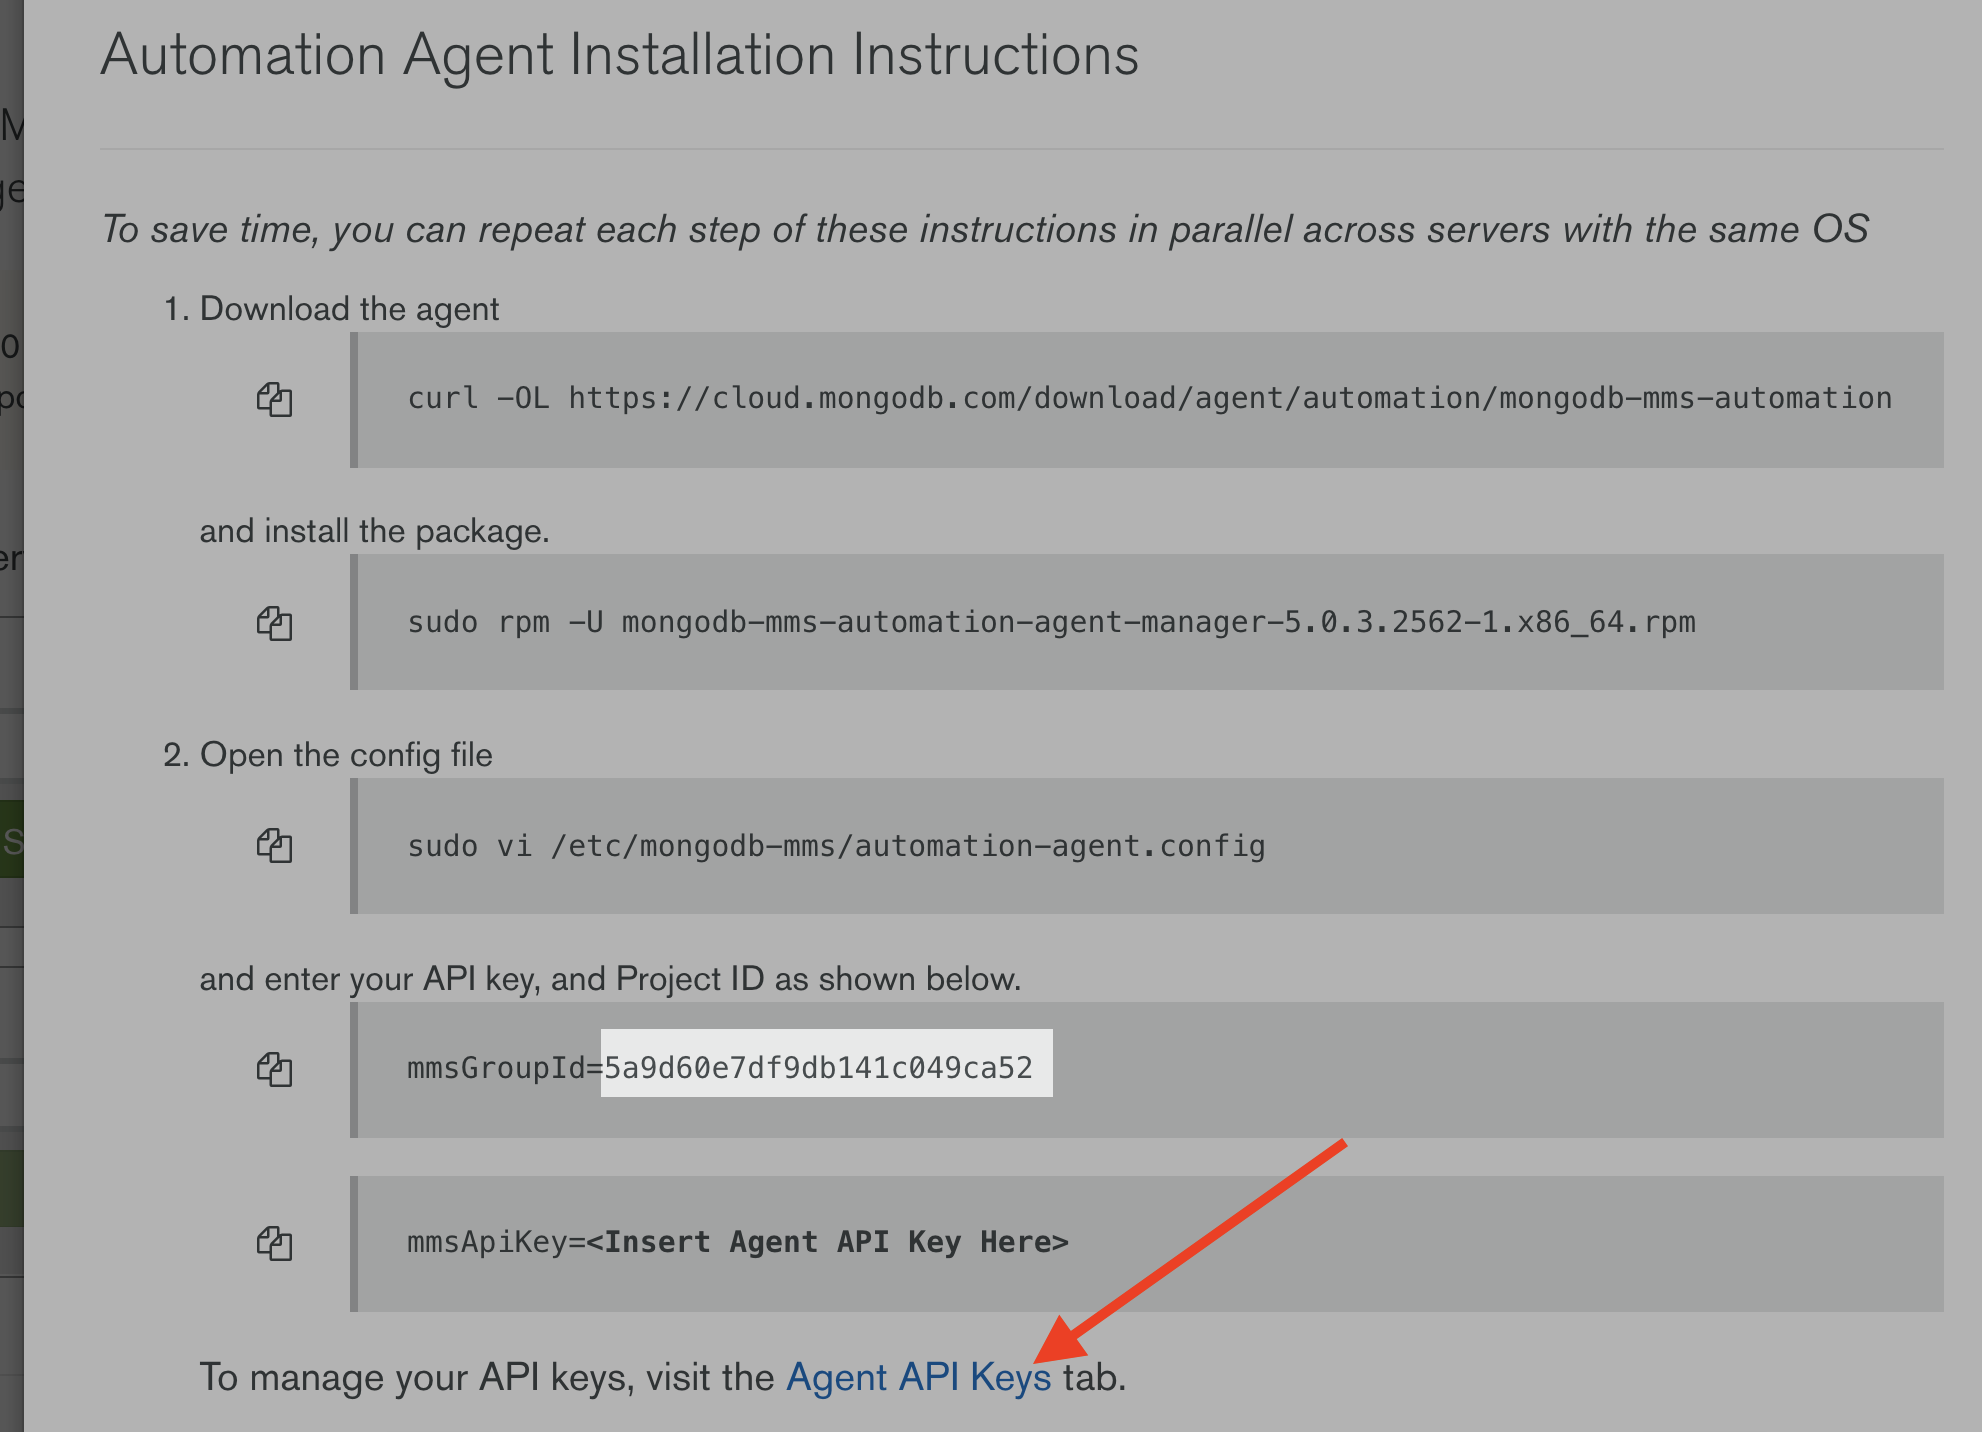 Automation Agent Installation Instructions
To save time, you can repeat each step of these instructions in parallel across servers with the same OS
1. Download the agent
curl -OL https://cloud.mongodb.com/download/agent/automation/mongodb-mms-automation
and install the package.
sudo rpm -U mongodb-mms-automation-agent-manager-5.0.3.2562-1.x86_64.rpm
2. Open the config file
sudo vi /etc/mongodb-mms/automation-agent.config
and enter your API key, and Project ID as shown below.
mmsGroupId=5a9d60e7df9db141c049ca52
mmsApiKey=<Insert Agent API Key Here>
To manage your API keys, visit the Agent API Keys tab.